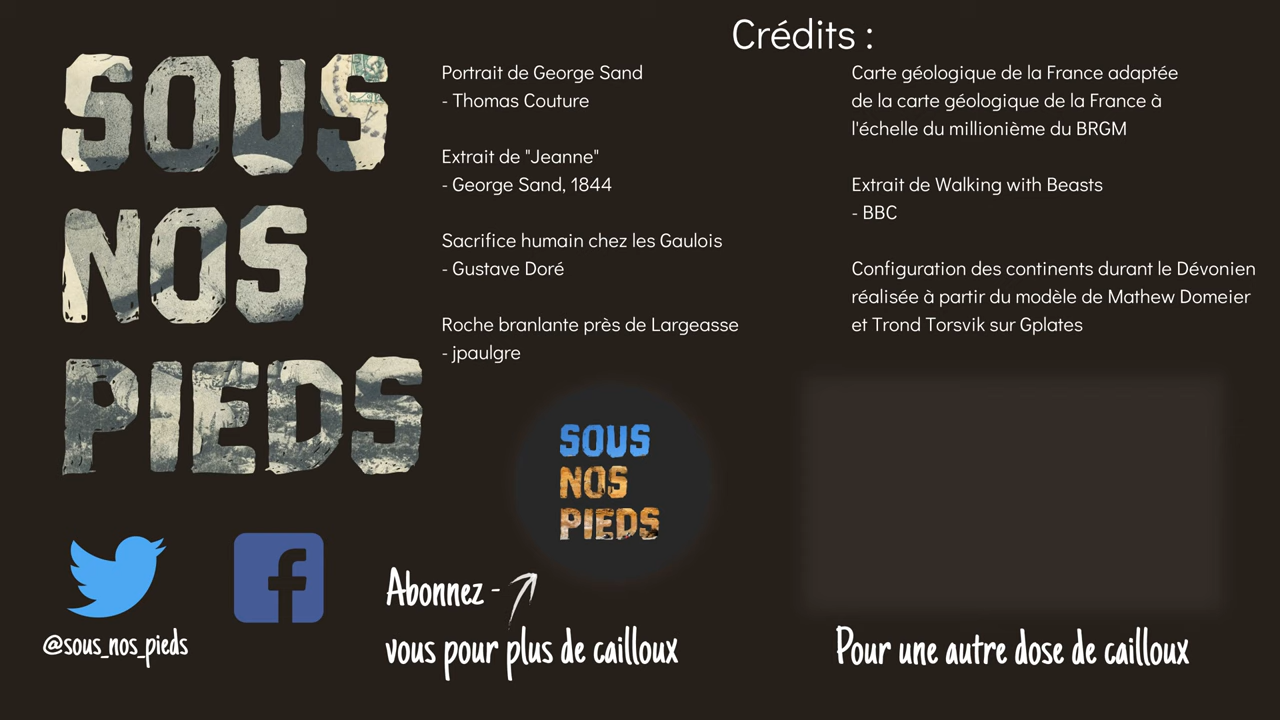 SOUS
NOS
PIEDS
Crédits :
Portrait de George Sand
- Thomas Couture
Extrait de "Jeanne"
- George Sand, 1844
Sacrifice humain chez les Gaulois
- Gustave Doré
Roche branlante près de Largeasse
- jpaulgre
Carte géologique de la France adaptée
de la carte géologique de la France à
l'échelle du millionième du BRGM
Extrait de Walking with Beasts
- BBC
Configuration des continents durant le Dévonien
réalisée à partir du modèle de Mathew Domeier
et Trond Torsvik sur Gplates
SOUS
NOS
PIEDS
@sous_nos_pieds
Abonnez -
vous pour plus de cailloux
Pour une autre dose de cailloux